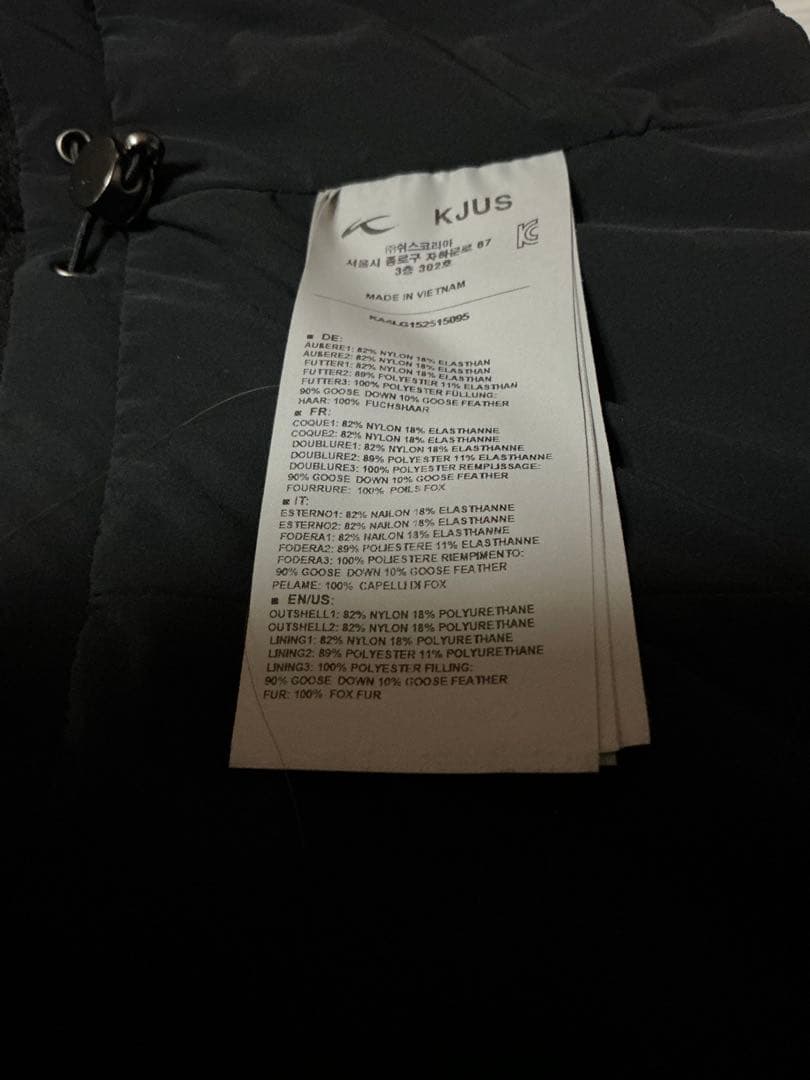 KJUS
㈜쉬스코리아
서울시 종로구 자하문로 67
3층 302호
MADE IN VIETNAM
KA4LG152515095
DE:
AUßERE1: 82% NYLON 18% ELASTHAN
AUßERE2: 82% NYLON 18% ELASTHAN
FUTTER1: 82% NYLON 18% ELASTHAN
FUTTER2: 89% POLYESTER 11% ELASTHAN
FUTTER3: 100% POLYESTER FÜLLUNG:
90% GOOSE DOWN 10% GOOSE FEATHER
HAAR: 100% FUCHSHAAR
FR:
COQUE1: 82% NYLON 18% ELASTHANNE
COQUE2: 82% NYLON 18% ELASTHANNE
DOUBLURE1: 82% NYLON 18% ELASTHANNE
DOUBLURE2: 89% POLYESTER 11% ELASTHANNE
DOUBLURE3: 100% POLYESTER REMPLISSAGE:
90% GOOSE DOWN 10% GOOSE FEATHER
FOURRURE: 100% POILS FOX
IT:
ESTERNO1: 82% NAILON 18% ELASTHANNE
ESTERNO2: 82% NAILON 18% ELASTHANNE
FODERA1: 82% NAILON 18% ELASTHANNE
FODERA2: 89% POLIESTERE 11% ELASTHANNE
FODERA3: 100% POLIESTERE RIEMPIMENTO:
90% GOOSE DOWN 10% GOOSE FEATHER
PELAME: 100% CAPELLI DI FOX
EN/US:
OUTSHELL1: 82% NYLON 18% POLYURETHANE
OUTSHELL2: 82% NYLON 18% POLYURETHANE
LINING1: 82% NYLON 18% POLYURETHANE
LINING2: 89% POLYESTER 11% POLYURETHANE
LINING3: 100% POLYESTER FILLING:
90% GOOSE DOWN 10% GOOSE FEATHER
FUR: 100% FOX FUR